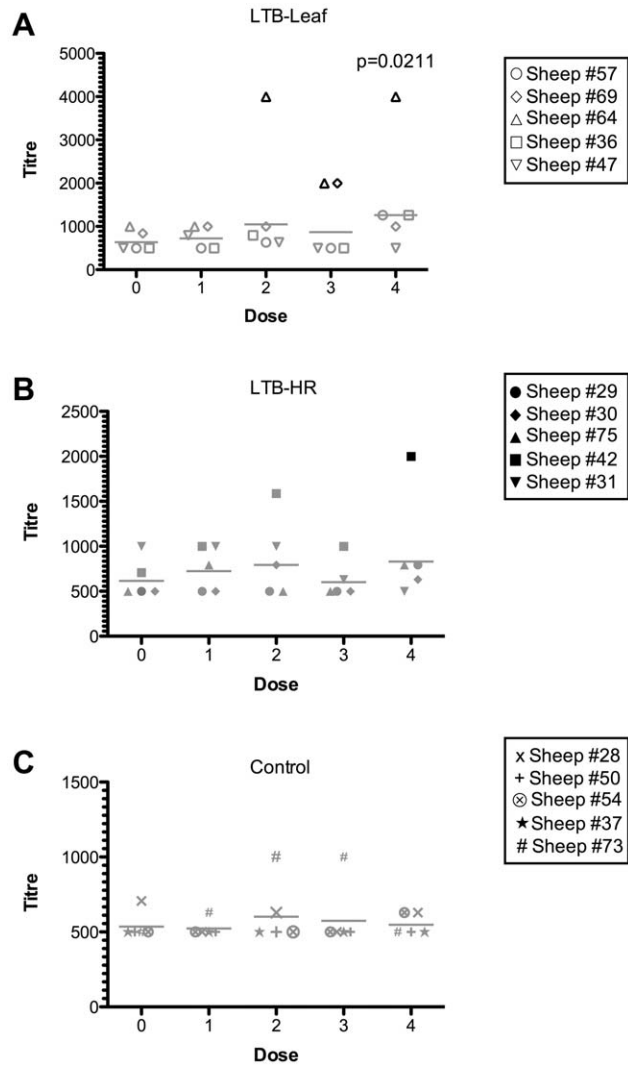 A
LTB-Leaf
p=0.0211
Titre
5000
4000
3000
2000
1000
0
0 1 2 3 4
Dose
Sheep #57
Sheep #69
Sheep #64
Sheep #36
Sheep #47
B
LTB-HR
Titre
2500
2000
1500
1000
500
0
0 1 2 3 4
Dose
Sheep #29
Sheep #30
Sheep #75
Sheep #42
Sheep #31
C
Control
Titre
1500
1000
500
0
0 1 2 3 4
Dose
x Sheep #28
+ Sheep #50
⊗ Sheep #54
★ Sheep #37
# Sheep #73